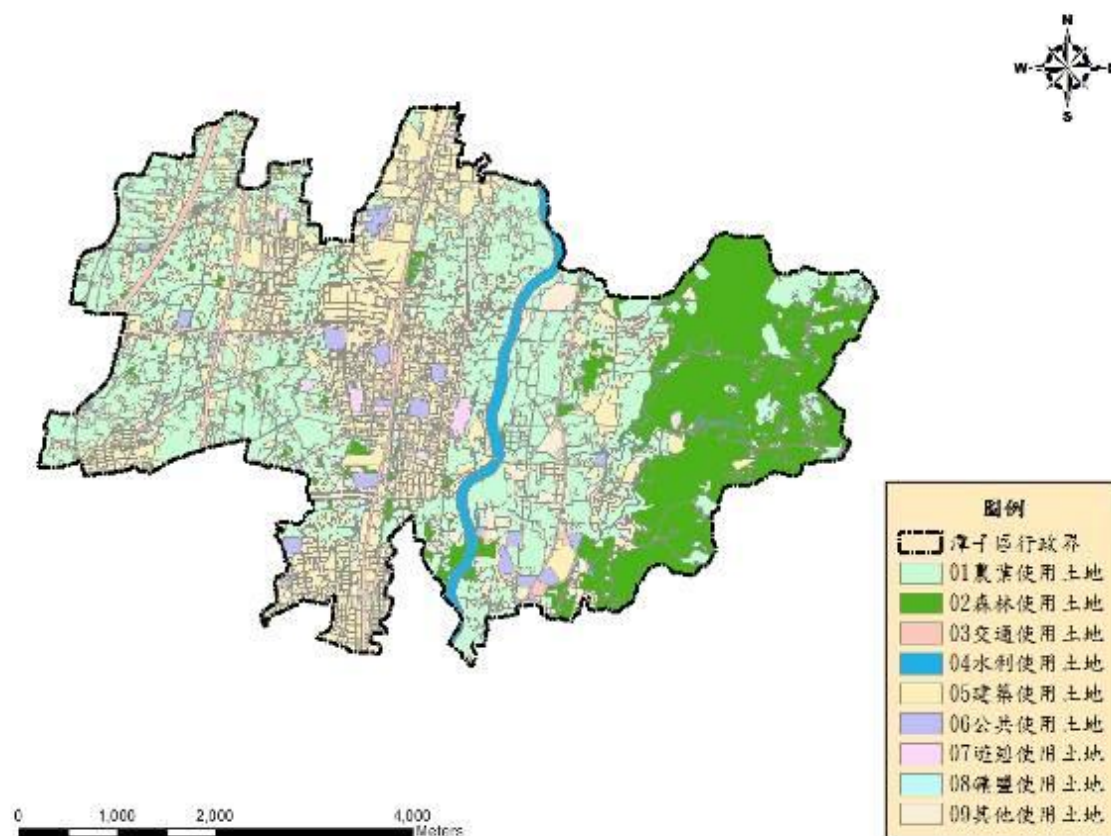 N
W E
S
圖例
潭子區行政界
01農業使用土地
02森林使用土地
03交通使用土地
04水利使用土地
05建築使用土地
06公共使用土地
07遊憩使用土地
08礦鹽使用土地
09其他使用土地
0 1,000 2,000 4,000
Meters